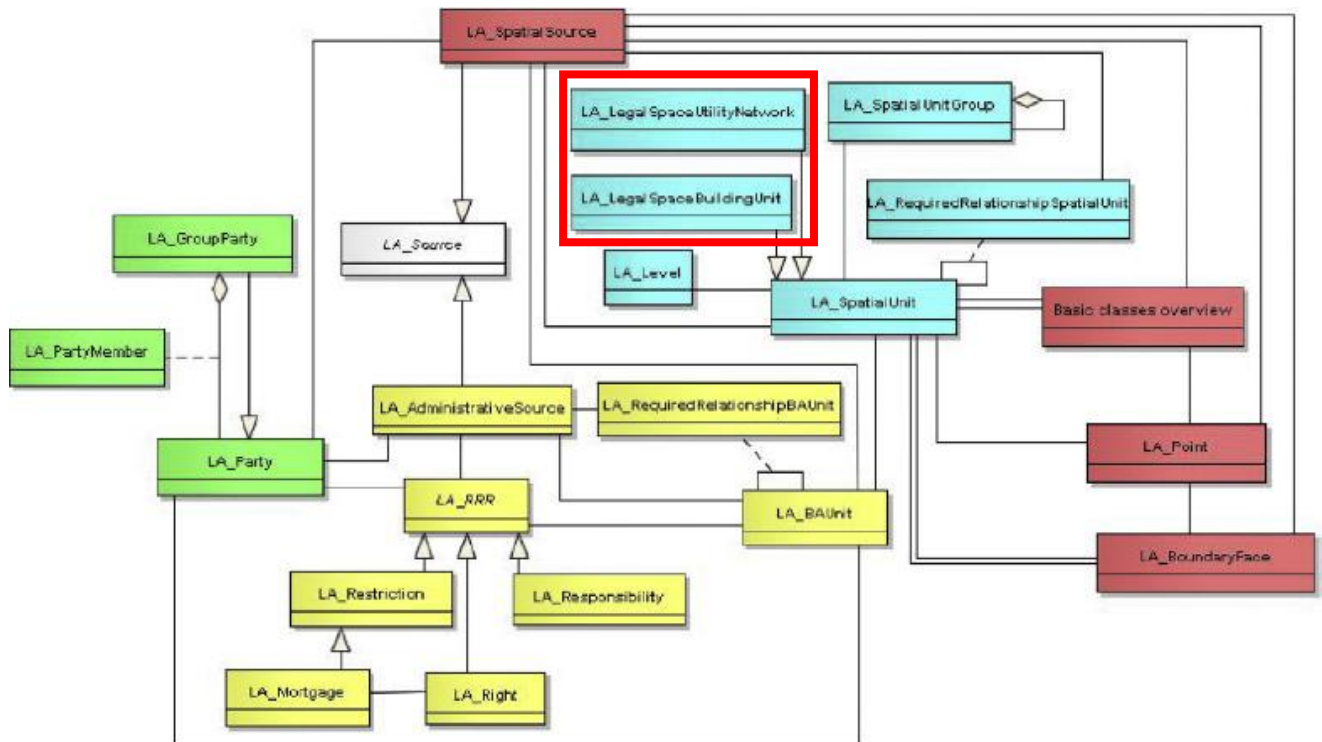 LA_SpatialSource
LA_LegalSpaceUtilityNetwork
LA_SpatialUnitGroup
LA_LegalSpaceBuildingUnit
LA_RequiredRelationshipSpatialUnit
LA_GroupParty
LA_Source
LA_Level
LA_SpatialUnit
Basic classes overview
LA_PartyMember
LA_AdministrativeSource
LA_RequiredRelationshipBAUnit
LA_Party
LA_Point
LA_RRR
LA_BAUnit
LA_BoundaryFace
LA_Restriction
LA_Responsibility
LA_Mortgage
LA_Right